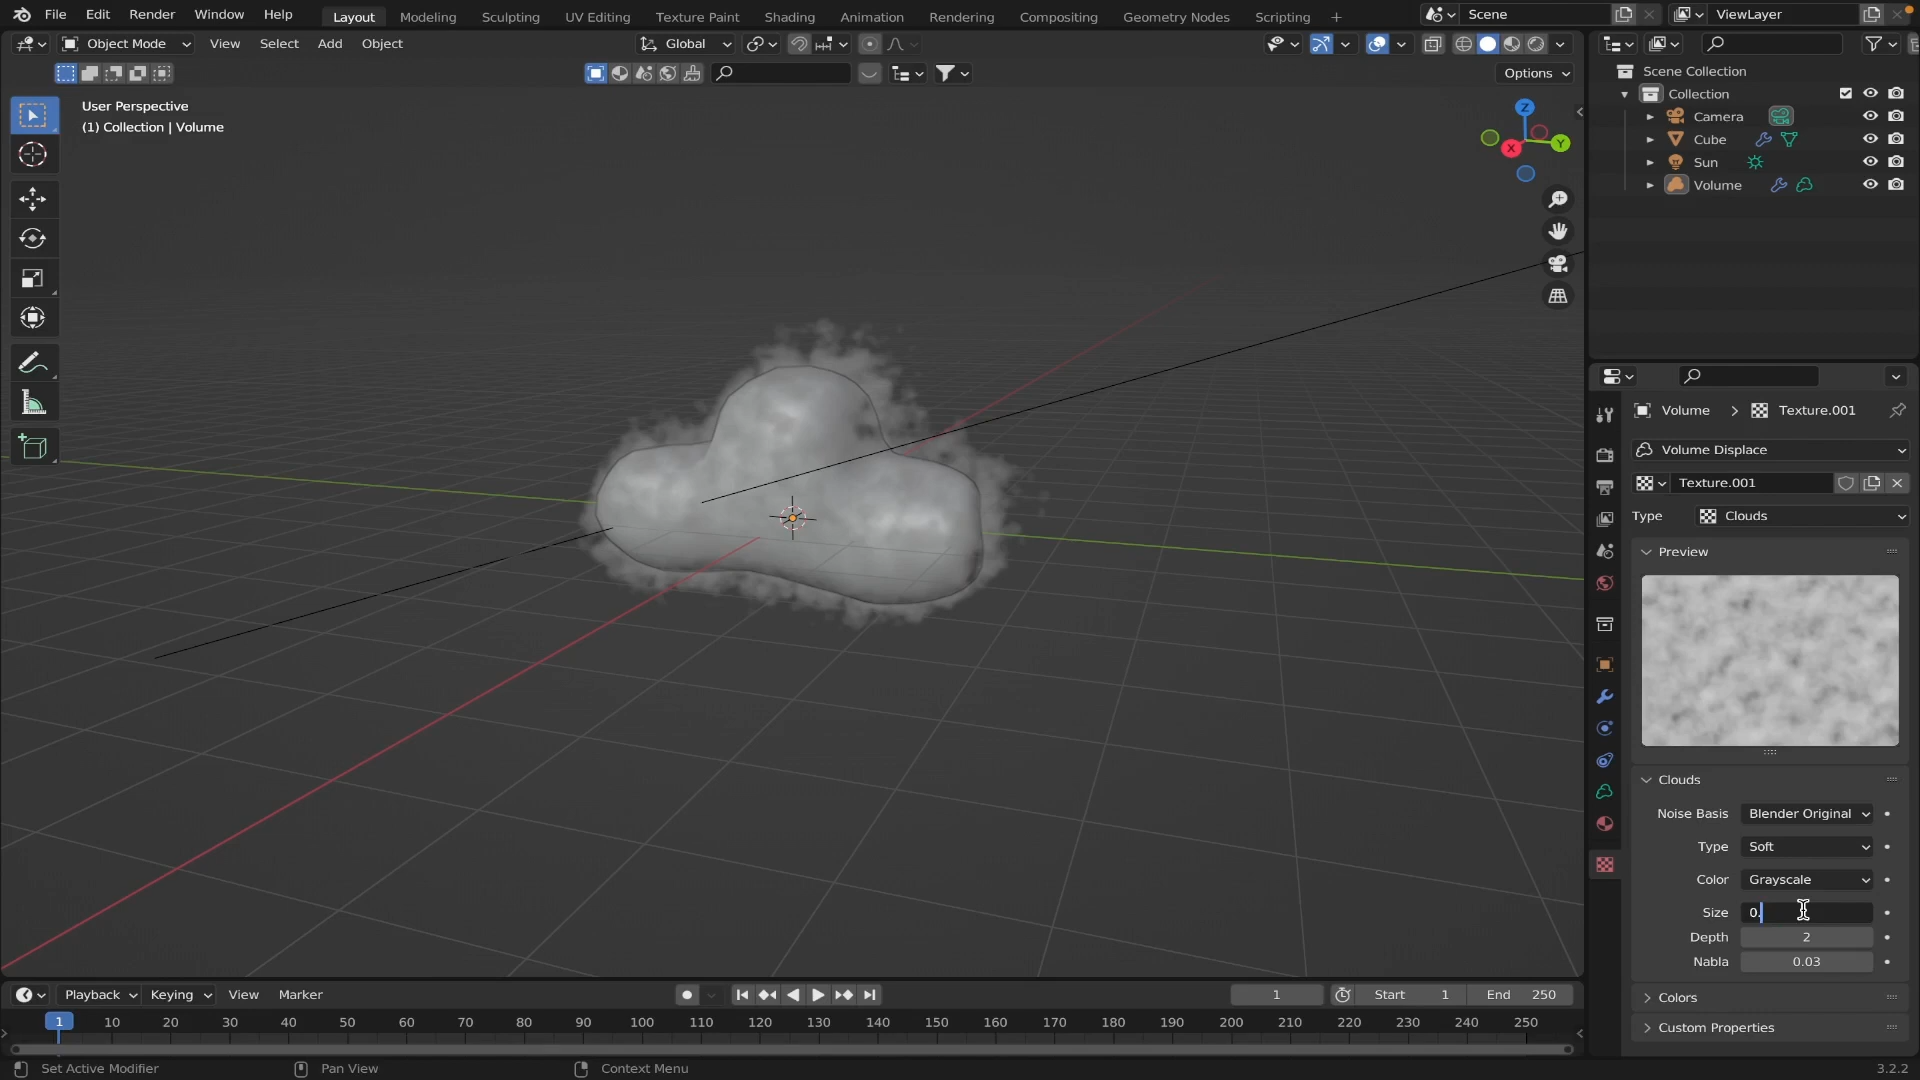 File Edit Render Window Help Layout Modeling Sculpting UV Editing Texture Paint Shading Animation Rendering Compositing Geometry Nodes Scripting + Scene ViewLayer
Object Mode View Select Add Object Global
Options
User Perspective
(1) Collection | Volume
Z
Y
X
Scene Collection
Collection
Camera
Cube
Sun
Volume
Volume > Texture.001
Volume Displace
Texture.001
Type Clouds
Preview
Clouds
Noise Basis Blender Original
Type Soft
Color Grayscale
Size 0.
Depth 2
Nabla 0.03
Colors
Custom Properties
Playback Keying View Marker 1 Start 1 End 250
1 10 20 30 40 50 60 70 80 90 100 110 120 130 140 150 160 170 180 190 200 210 220 230 240 250
Set Active Modifier Pan View Context Menu 3.2.2